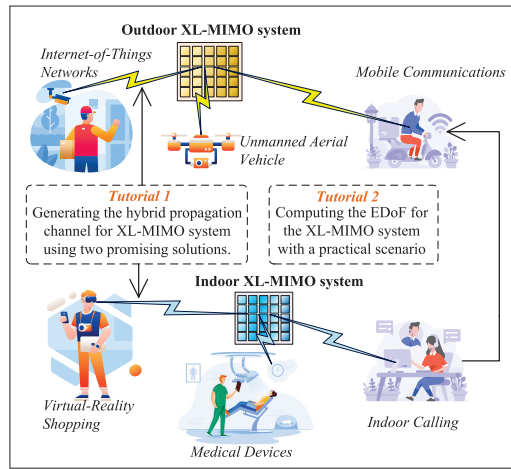 Outdoor XL-MIMO system
Internet-of-Things
Networks
Mobile Communications
Unmanned Aerial
Vehicle
Tutorial 1
Generating the hybrid propagation
channel for XL-MIMO system
using two promising solutions.
Tutorial 2
Computing the EDoF for
the XL-MIMO system
with a practical scenario
Indoor XL-MIMO system
Virtual-Reality
Shopping
Medical Devices
Indoor Calling